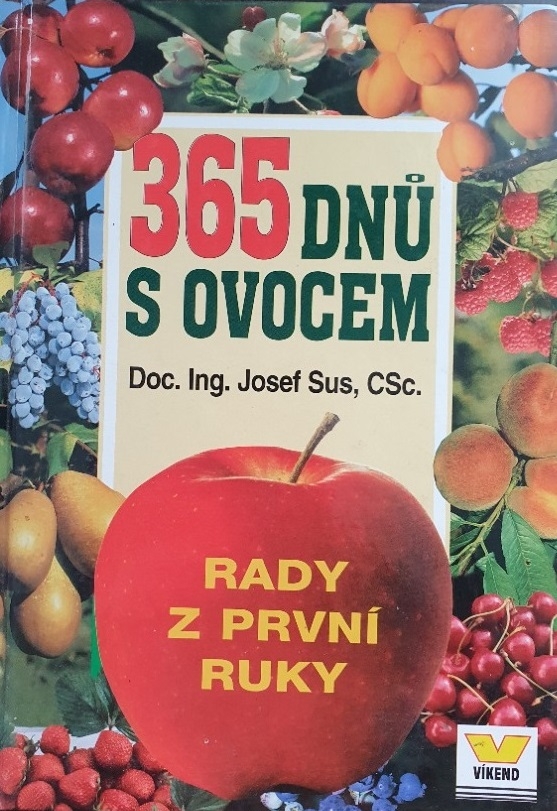 365 DNŮ
S OVOCEM
Doc. Ing. Josef Sus, CSc.
RADY
Z PRVNÍ
RUKY
VÍKEND